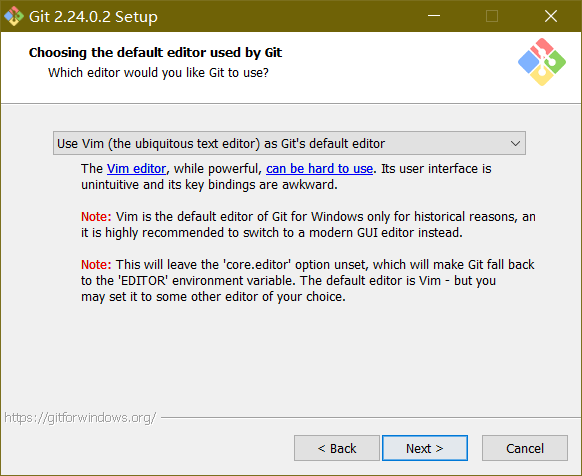 Git 2.24.0.2 Setup
Choosing the default editor used by Git
Which editor would you like Git to use?
Use Vim (the ubiquitous text editor) as Git's default editor
The Vim editor, while powerful, can be hard to use. Its user interface is
unintuitive and its key bindings are awkward.
Note: Vim is the default editor of Git for Windows only for historical reasons, an
it is highly recommended to switch to a modern GUI editor instead.
Note: This will leave the 'core.editor' option unset, which will make Git fall back
to the 'EDITOR' environment variable. The default editor is Vim - but you
may set it to some other editor of your choice.
https://gitforwindows.org/
< Back
Next >
Cancel